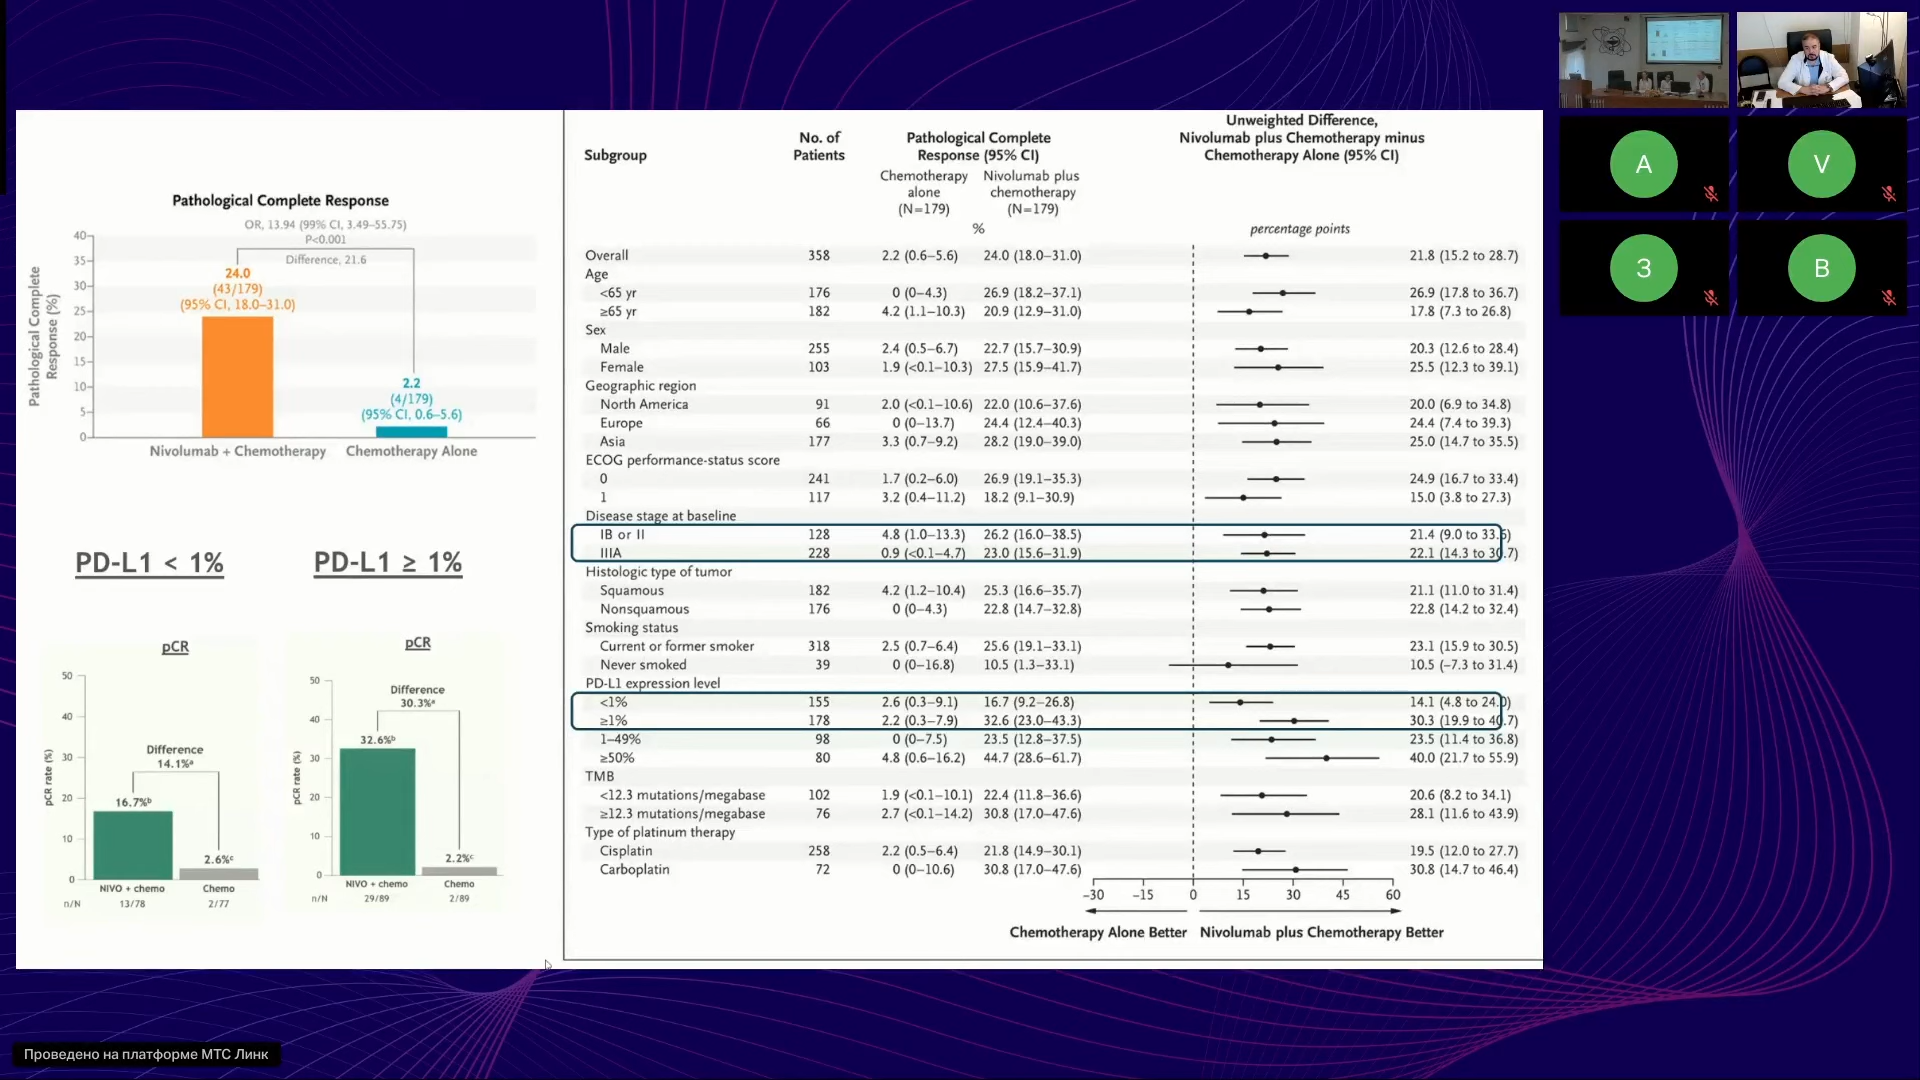 Pathological Complete Response
OR, 13.94 (99% CI, 3.49–55.75)
P<0.001
Difference, 21.6
Pathological Complete
Response (%)
40
35
30
25
20
15
10
5
0
24.0
(43/179)
(95% CI, 18.0–31.0)
2.2
(4/179)
(95% CI, 0.6–5.6)
Nivolumab + Chemotherapy Chemotherapy Alone
PD-L1 < 1%
PD-L1 ≥ 1%
pCR
pCR rate (%)
50
40
30
20
10
0
Difference
14.1%ᵃ
16.7%ᵇ
2.6%ᶜ
NIVO + chemo Chemo
n/N 13/78 2/77
pCR
pCR rate (%)
50
40
30
20
10
0
Difference
30.3%ᵃ
32.6%ᵇ
2.2%ᶜ
NIVO + chemo Chemo
n/N 29/89 2/89
Subgroup
No. of
Patients
Pathological Complete
Response (95% CI)
Unweighted Difference,
Nivolumab plus Chemotherapy minus
Chemotherapy Alone (95% CI)
Chemotherapy
alone
(N=179)
Nivolumab plus
chemotherapy
(N=179)
%
percentage points
Overall 358 2.2 (0.6–5.6) 24.0 (18.0–31.0) 21.8 (15.2 to 28.7)
Age
<65 yr 176 0 (0–4.3) 26.9 (18.2–37.1) 26.9 (17.8 to 36.7)
≥65 yr 182 4.2 (1.1–10.3) 20.9 (12.9–31.0) 17.8 (7.3 to 26.8)
Sex
Male 255 2.4 (0.5–6.7) 22.7 (15.7–30.9) 20.3 (12.6 to 28.4)
Female 103 1.9 (<0.1–10.3) 27.5 (15.9–41.7) 25.5 (12.3 to 39.1)
Geographic region
North America 91 2.0 (<0.1–10.6) 22.0 (10.6–37.6) 20.0 (6.9 to 34.8)
Europe 66 0 (0–13.7) 24.4 (12.4–40.3) 24.4 (7.4 to 39.3)
Asia 177 3.3 (0.7–9.2) 28.2 (19.0–39.0) 25.0 (14.7 to 35.5)
ECOG performance-status score
0 241 1.7 (0.2–6.0) 26.9 (19.1–35.3) 24.9 (16.7 to 33.4)
1 117 3.2 (0.4–11.2) 18.2 (9.1–30.9) 15.0 (3.8 to 27.3)
Disease stage at baseline
IB or II 128 4.8 (1.0–13.3) 26.2 (16.0–38.5) 21.4 (9.0 to 33.6)
IIIA 228 0.9 (<0.1–4.7) 23.0 (15.6–31.9) 22.1 (14.3 to 30.7)
Histologic type of tumor
Squamous 182 4.2 (1.2–10.4) 25.3 (16.6–35.7) 21.1 (11.0 to 31.4)
Nonsquamous 176 0 (0–4.3) 22.8 (14.7–32.8) 22.8 (14.2 to 32.4)
Smoking status
Current or former smoker 318 2.5 (0.7–6.4) 25.6 (19.1–33.1) 23.1 (15.9 to 30.5)
Never smoked 39 0 (0–16.8) 10.5 (1.3–33.1) 10.5 (−7.3 to 31.4)
PD-L1 expression level
<1% 155 2.6 (0.3–9.1) 16.7 (9.2–26.8) 14.1 (4.8 to 24.0)
≥1% 178 2.2 (0.3–7.9) 32.6 (23.0–43.3) 30.3 (19.9 to 40.7)
1–49% 98 0 (0–7.5) 23.5 (12.8–37.5) 23.5 (11.4 to 36.8)
≥50% 80 4.8 (0.6–16.2) 44.7 (28.6–61.7) 40.0 (21.7 to 55.9)
TMB
<12.3 mutations/megabase 102 1.9 (<0.1–10.1) 22.4 (11.8–36.6) 20.6 (8.2 to 34.1)
≥12.3 mutations/megabase 76 2.7 (<0.1–14.2) 30.8 (17.0–47.6) 28.1 (11.6 to 43.9)
Type of platinum therapy
Cisplatin 258 2.2 (0.5–6.4) 21.8 (14.9–30.1) 19.5 (12.0 to 27.7)
Carboplatin 72 0 (0–10.6) 30.8 (17.0–47.6) 30.8 (14.7 to 46.4)
−30 −15 0 15 30 45 60
Chemotherapy Alone Better Nivolumab plus Chemotherapy Better
A
V
З
В
Проведено на платформе МТС Линк